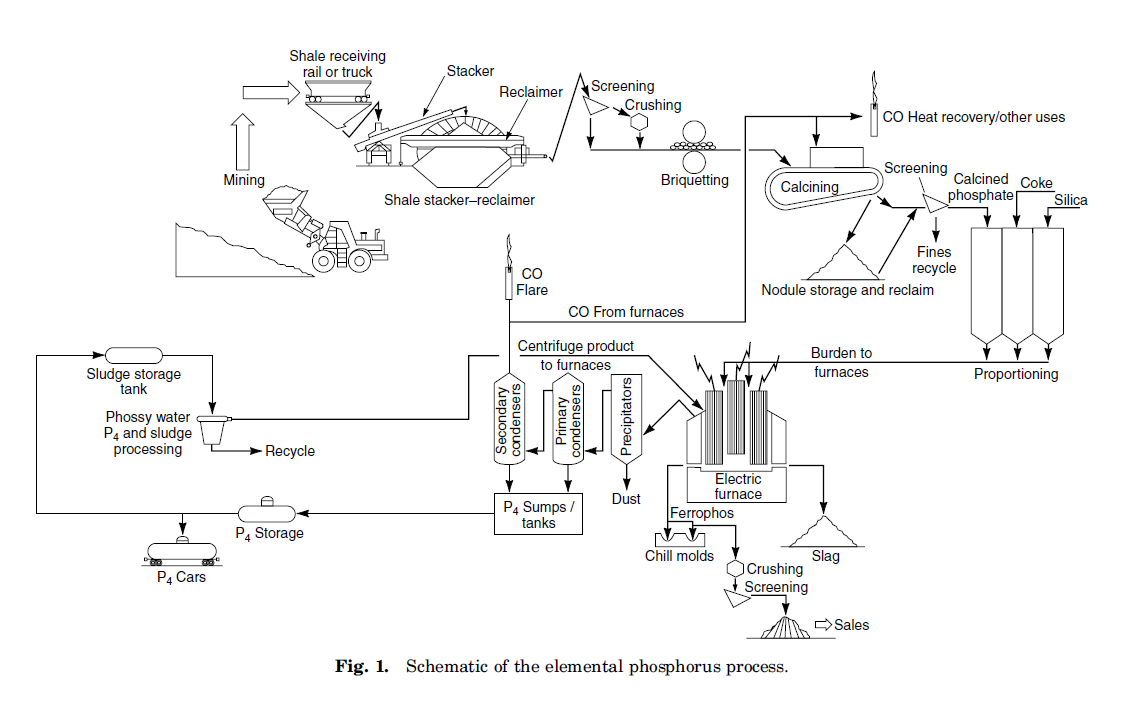 Shale receiving
rail or truck
Stacker
Reclaimer
Screening
Crushing
CO Heat recovery/other uses
Mining
Shale stacker–reclaimer
Briquetting
Calcining
Screening
Calcined
phosphate
Coke
Silica
Fines
recycle
Nodule storage and reclaim
CO
Flare
CO From furnaces
Centrifuge product
to furnaces
Burden to
furnaces
Proportioning
Sludge storage
tank
Phossy water
P4 and sludge
processing
Recycle
Secondary
condensers
Primary
condensers
Precipitators
Electric
furnace
Dust
P4 Sumps /
tanks
Ferrophos
P4 Storage
P4 Cars
Chill molds
Slag
Crushing
Screening
Sales
Fig. 1. Schematic of the elemental phosphorus process.